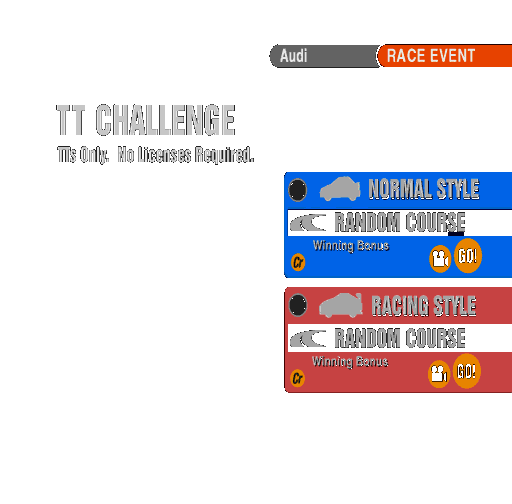 Audi
RACE EVENT
TT CHALLENGE
TTs Only. No Licenses Required.
NORMAL STYLE
RANDOM COURSE
Winning Bonus
Cr
GO!
RACING STYLE
RANDOM COURSE
Winning Bonus
Cr
GO!